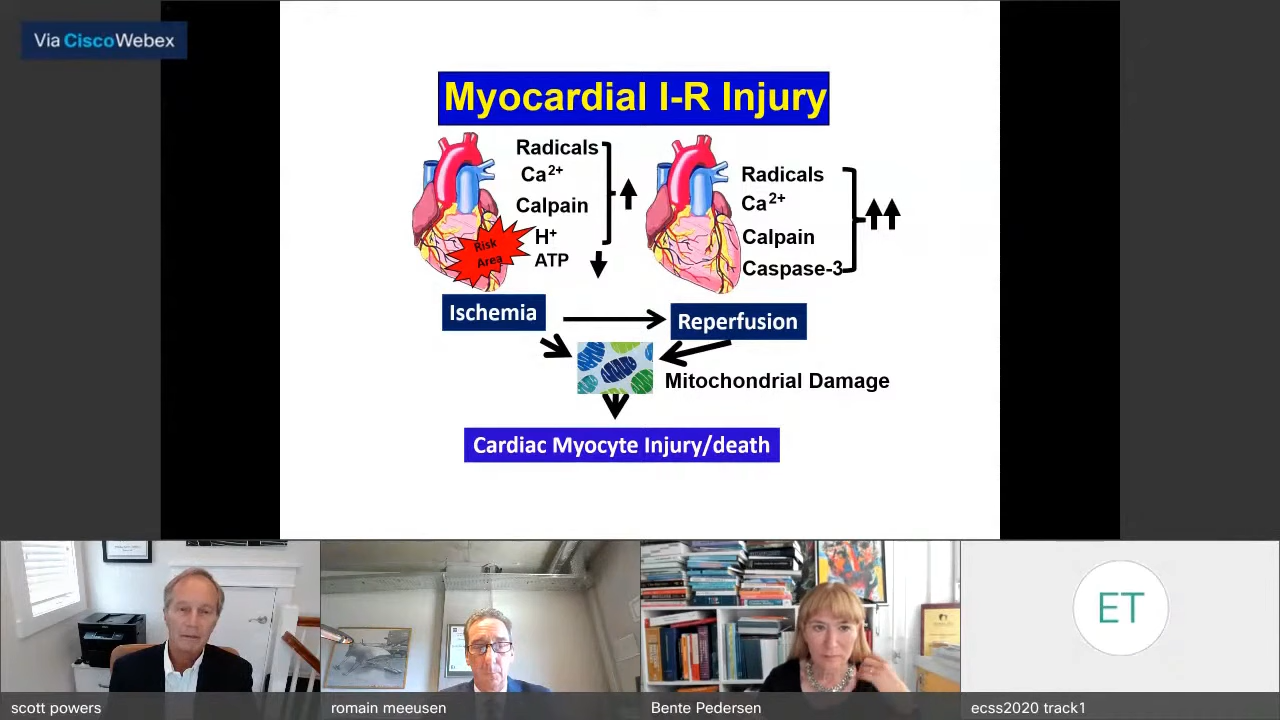 Via Cisco Webex
Myocardial I-R Injury
Radicals
Ca2+
Calpain
H+
ATP
Risk
Area
Radicals
Ca2+
Calpain
Caspase-3
Ischemia
Reperfusion
Mitochondrial Damage
Cardiac Myocyte Injury/death
ET
scott powers
romain meeusen
Bente Pedersen
ecss2020 track1